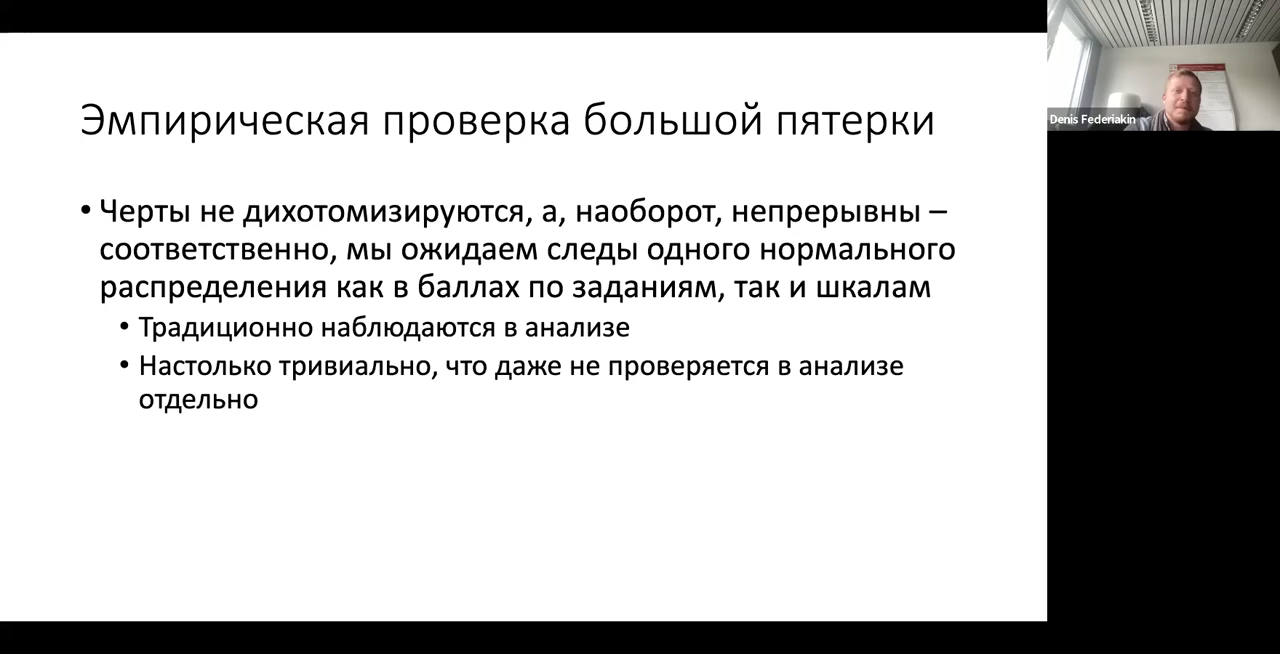 Эмпирическая проверка большой пятерки
• Черты не дихотомизируются, а, наоборот, непрерывны –
соответственно, мы ожидаем следы одного нормального
распределения как в баллах по заданиям, так и шкалам
• Традиционно наблюдаются в анализе
• Настолько тривиально, что даже не проверяется в анализе
отдельно
Denis Federiakin